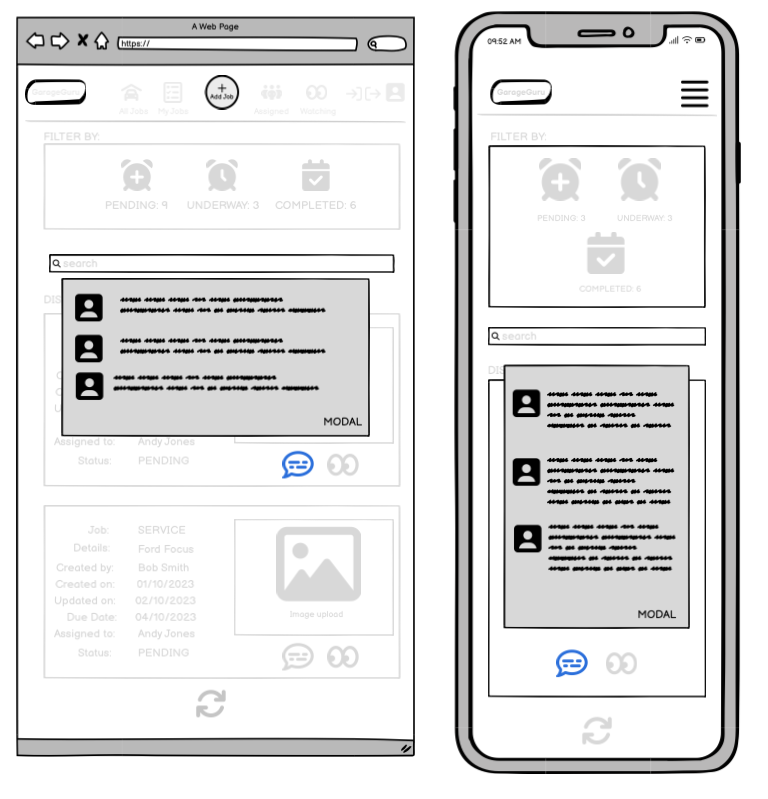 A Web Page
https://
GarageGuru
All Jobs
My Jobs
Add Job
Assigned
Watching
FILTER BY:
PENDING: 9
UNDERWAY: 3
COMPLETED: 6
search
DIS
MODAL
Assigned to: Andy Jones
Status: PENDING
Job: SERVICE
Details: Ford Focus
Created by: Bob Smith
Created on: 01/10/2023
Updated on: 02/10/2023
Due Date: 04/10/2023
Assigned to: Andy Jones
Status: PENDING
Image upload
09:52 AM
GarageGuru
FILTER BY:
PENDING: 3
UNDERWAY: 3
COMPLETED: 6
search
DIS
MODAL